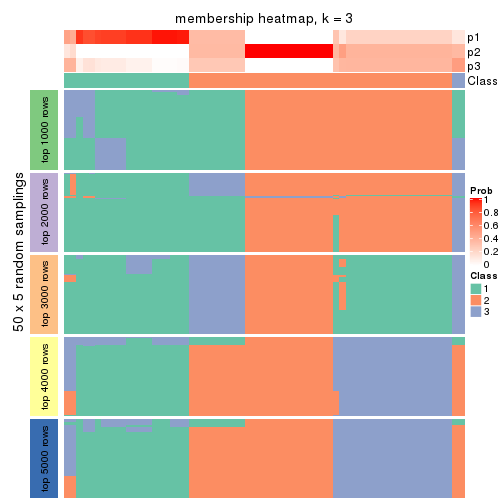 membership heatmap, k = 3
p1
p2
p3
Class
50 x 5 random samplings
top 1000 rows
top 2000 rows
top 3000 rows
top 4000 rows
top 5000 rows
Prob
1
0.8
0.6
0.4
0.2
0
Class
1
2
3